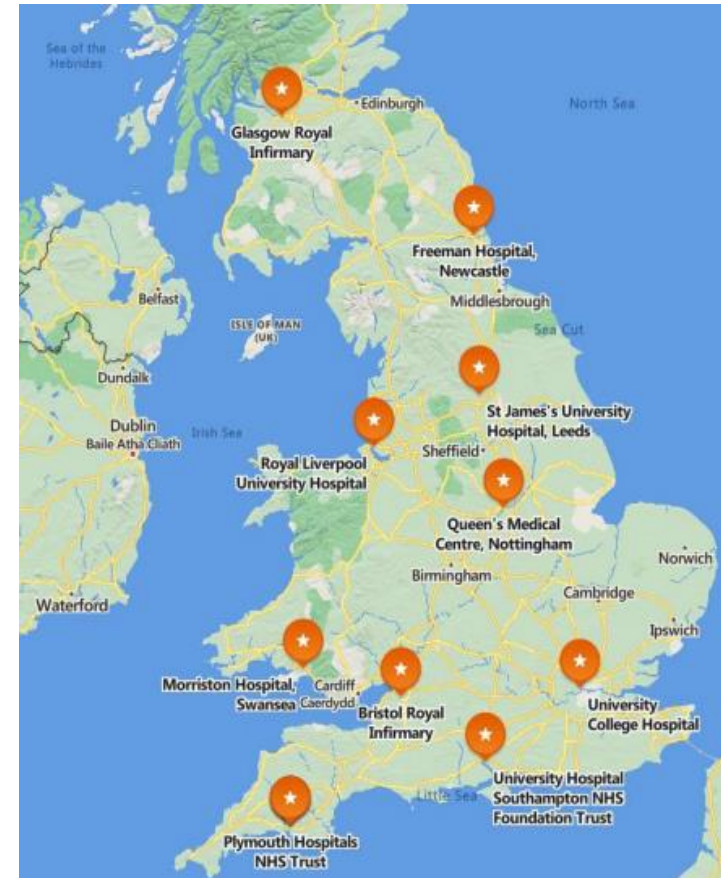 Sea of the
Hebrides
Edinburgh
North Sea
Glasgow Royal
Infirmary
Freeman Hospital,
Newcastle
Belfast
Middlesbrough
ISLE OF MAN
(UK)
Sea Cut
Dundalk
St James's University
Hospital, Leeds
Dublin
Baile Atha Cliath
Irish Sea
Sheffield
Royal Liverpool
University Hospital
Queen's Medical
Centre, Nottingham
Norwich
Birmingham
Cambridge
Waterford
Ipswich
Morriston Hospital,
Swansea
Cardiff
Caerdydd
Bristol Royal
Infirmary
University
College Hospital
University Hospital
Southampton NHS
Foundation Trust
Little Sea
Plymouth Hospitals
NHS Trust